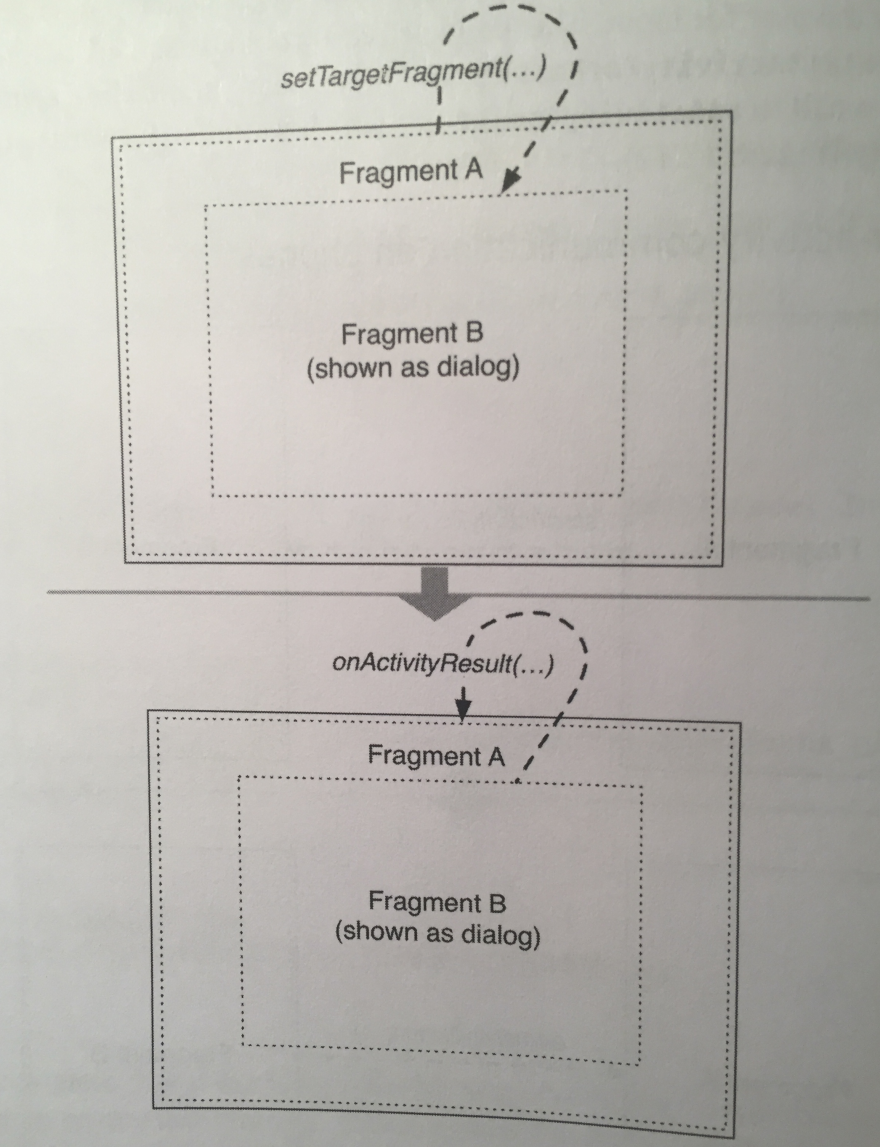 setTargetFragment(...)
Fragment A
Fragment B
(shown as dialog)
onActivityResult(...)
Fragment A
Fragment B
(shown as dialog)